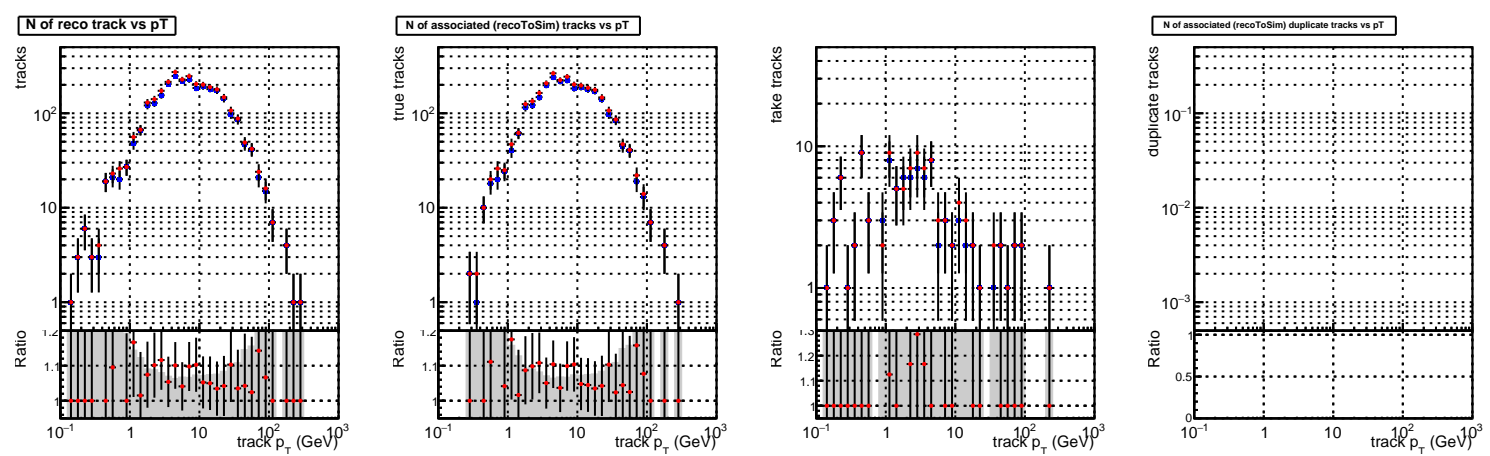 N of reco track vs pT
tracks
10²
10
1
Ratio
1.2
1.1
1
10⁻¹ 1 10 10² 10³
track p_T (GeV)
N of associated (recoToSim) tracks vs pT
true tracks
10²
10
1
Ratio
1.2
1.1
1
10⁻¹ 1 10 10² 10³
track p_T (GeV)
fake tracks
10
1
Ratio
1.3
1.2
1.1
1
10⁻¹ 1 10 10² 10³
track p_T (GeV)
N of associated (recoToSim) duplicate tracks vs pT
duplicate tracks
10⁻¹
10⁻²
10⁻³
Ratio
1
0.5
0
10⁻¹ 1 10 10² 10³
track p_T (GeV)